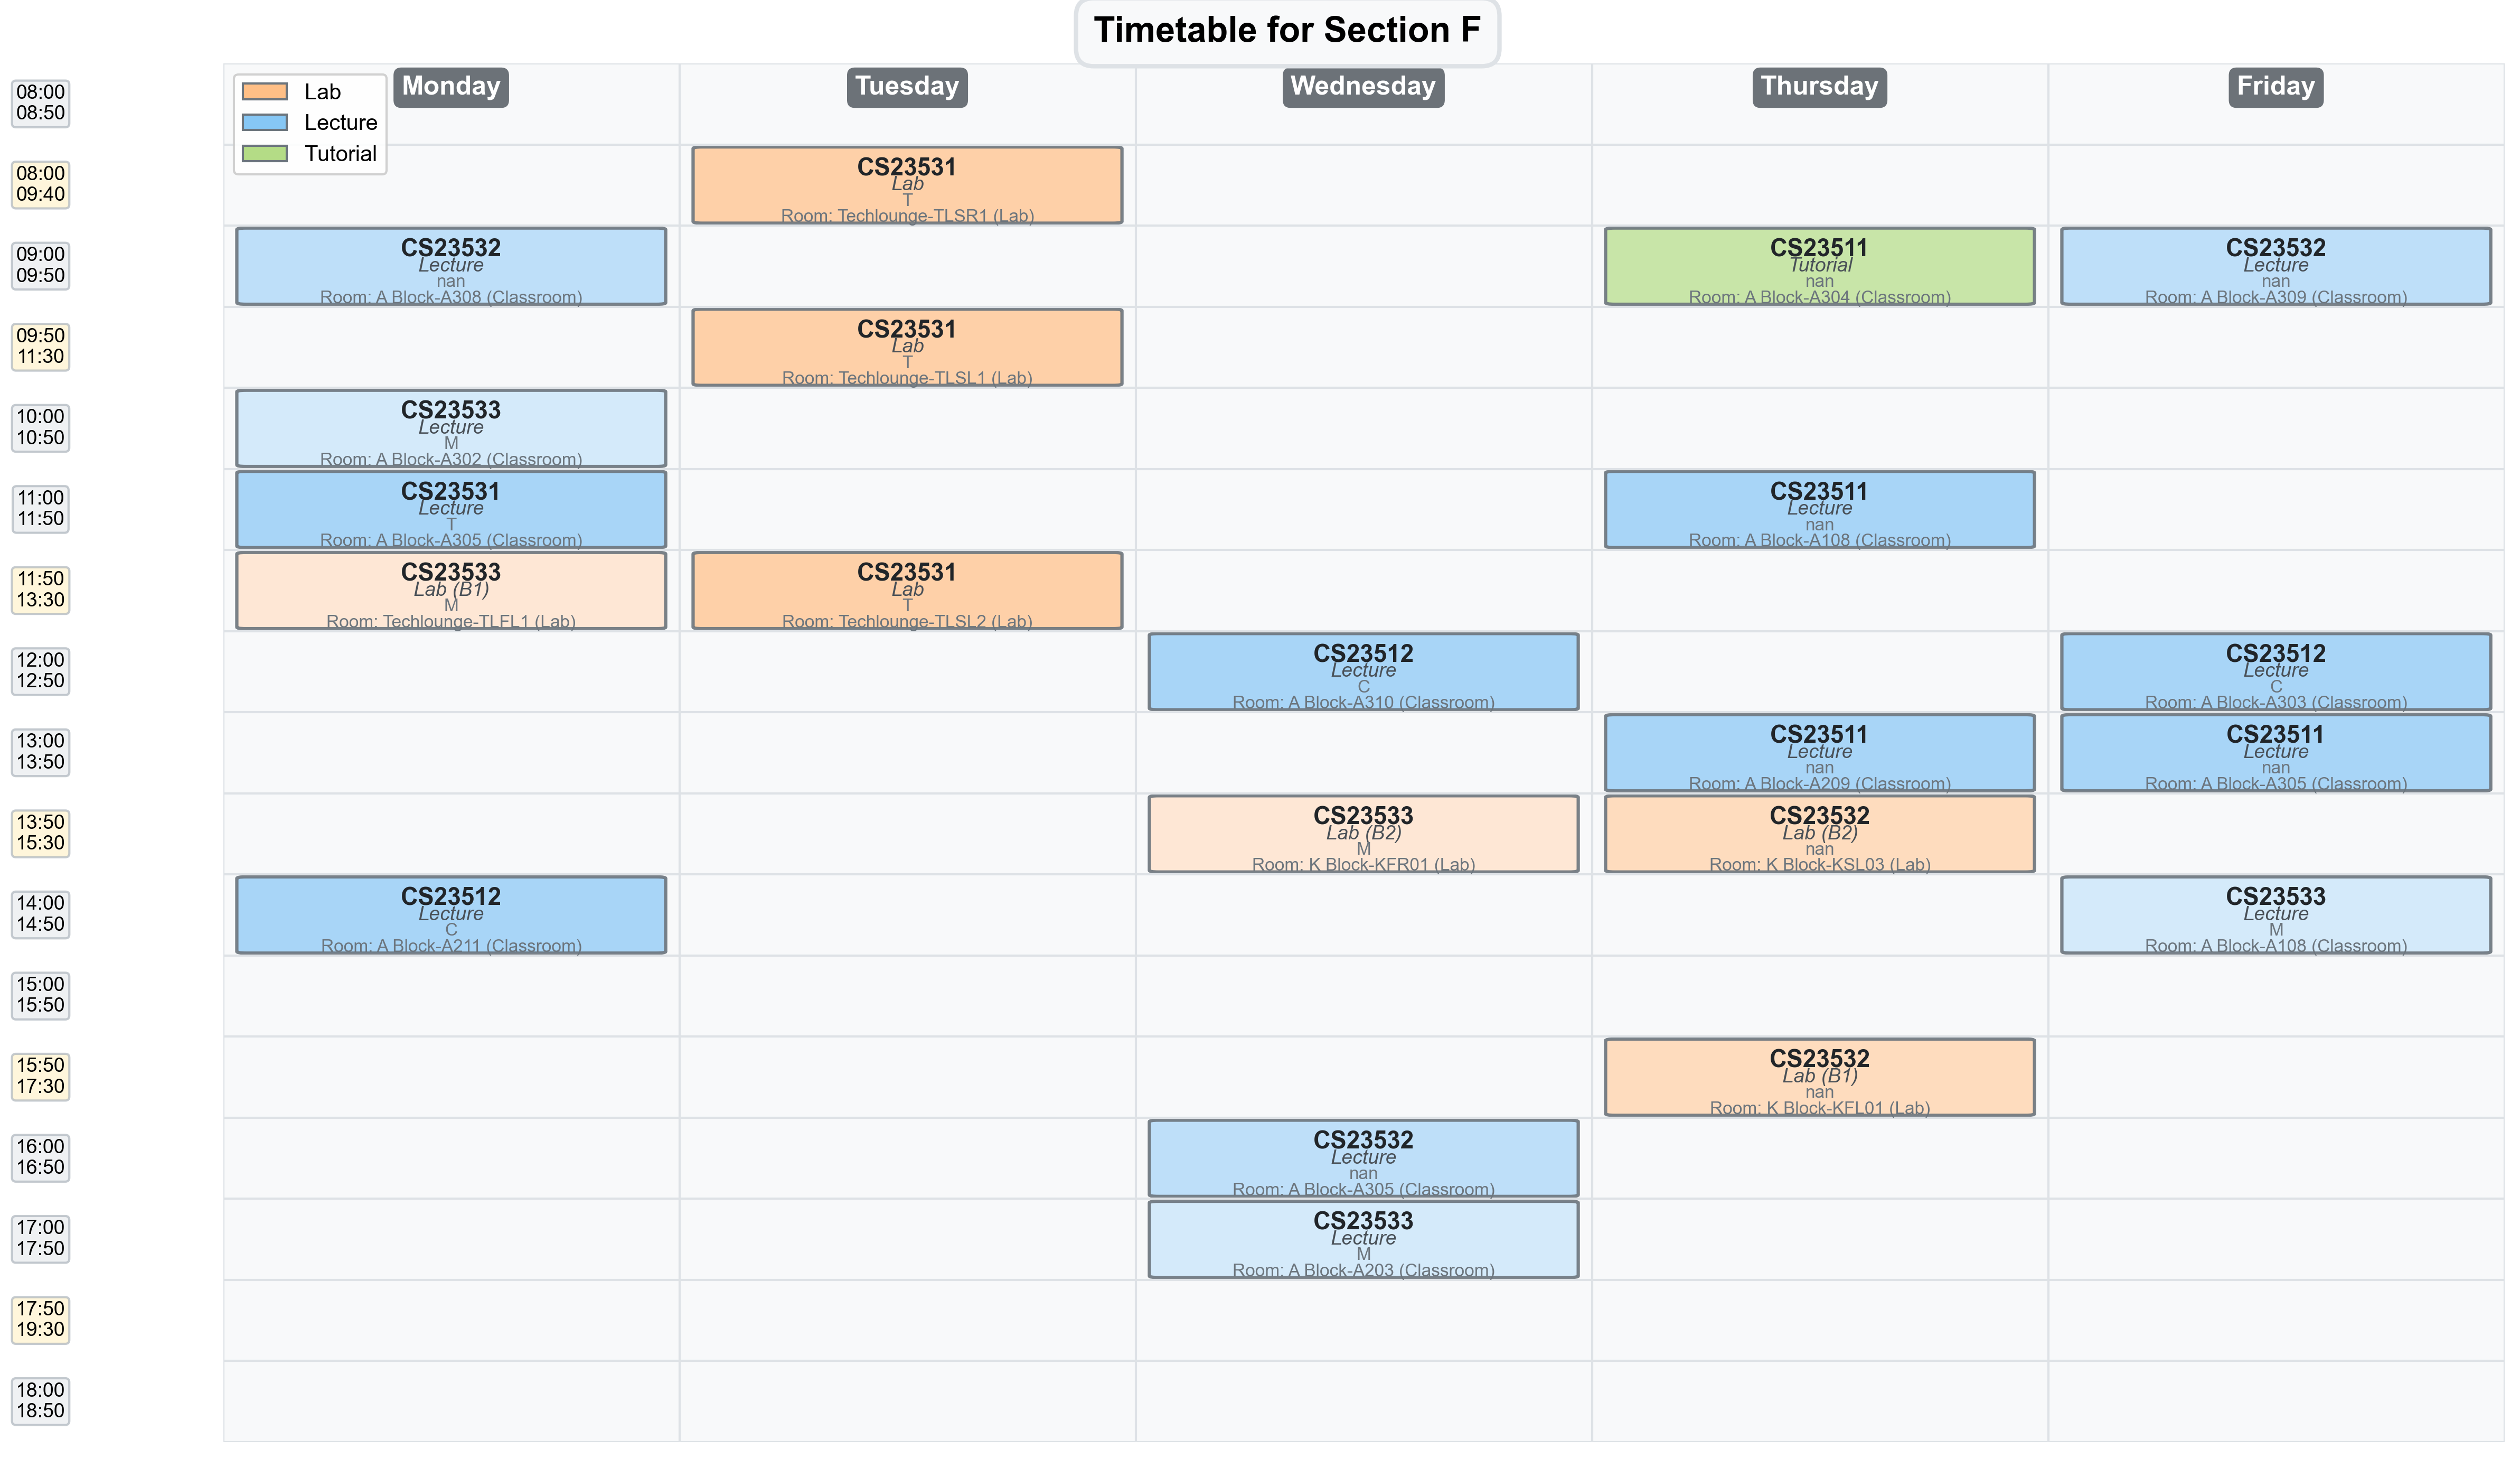 Timetable for Section F
Monday
Tuesday
Wednesday
Thursday
Friday
Lab
Lecture
Tutorial
08:00
08:50
08:00
09:40
CS23531
Lab
T
Room: Techlounge-TLSR1 (Lab)
09:00
09:50
CS23532
Lecture
nan
Room: A Block-A308 (Classroom)
CS23511
Tutorial
nan
Room: A Block-A304 (Classroom)
CS23532
Lecture
nan
Room: A Block-A309 (Classroom)
09:50
11:30
CS23531
Lab
T
Room: Techlounge-TLSL1 (Lab)
10:00
10:50
CS23533
Lecture
M
Room: A Block-A302 (Classroom)
11:00
11:50
CS23531
Lecture
T
Room: A Block-A305 (Classroom)
CS23511
Lecture
nan
Room: A Block-A108 (Classroom)
11:50
13:30
CS23533
Lab (B1)
M
Room: Techlounge-TLFL1 (Lab)
CS23531
Lab
T
Room: Techlounge-TLSL2 (Lab)
12:00
12:50
CS23512
Lecture
C
Room: A Block-A310 (Classroom)
CS23512
Lecture
C
Room: A Block-A303 (Classroom)
13:00
13:50
CS23511
Lecture
nan
Room: A Block-A209 (Classroom)
CS23511
Lecture
nan
Room: A Block-A305 (Classroom)
13:50
15:30
CS23533
Lab (B2)
M
Room: K Block-KFR01 (Lab)
CS23532
Lab (B2)
nan
Room: K Block-KSL03 (Lab)
14:00
14:50
CS23512
Lecture
C
Room: A Block-A211 (Classroom)
CS23533
Lecture
M
Room: A Block-A108 (Classroom)
15:00
15:50
15:50
17:30
CS23532
Lab (B1)
nan
Room: K Block-KFL01 (Lab)
16:00
16:50
CS23532
Lecture
nan
Room: A Block-A305 (Classroom)
17:00
17:50
CS23533
Lecture
M
Room: A Block-A203 (Classroom)
17:50
19:30
18:00
18:50